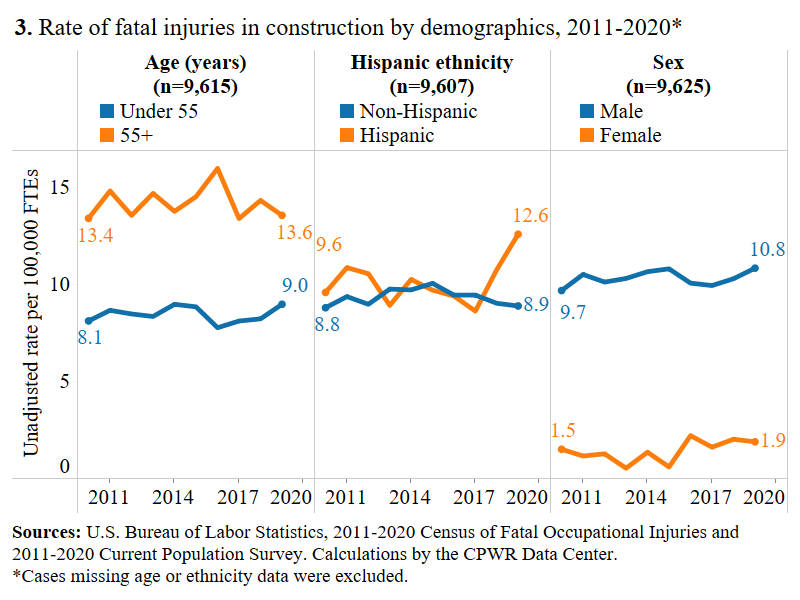 3. Rate of fatal injuries in construction by demographics, 2011-2020*
Age (years)
(n=9,615)
Under 55
55+
Hispanic ethnicity
(n=9,607)
Non-Hispanic
Hispanic
Sex
(n=9,625)
Male
Female
Unadjusted rate per 100,000 FTEs
15
10
5
0
13.4
13.6
8.1
9.0
9.6
12.6
8.8
8.9
9.7
10.8
1.5
1.9
2011 2014 2017 2020
2011 2014 2017 2020
2011 2014 2017 2020
Sources: U.S. Bureau of Labor Statistics, 2011-2020 Census of Fatal Occupational Injuries and
2011-2020 Current Population Survey. Calculations by the CPWR Data Center.
*Cases missing age or ethnicity data were excluded.